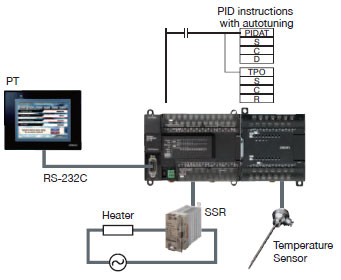 PID instructions
with autotuning
PIDAT
S
C
D
TPO
S
C
R
PT
RS-232C
Heater
SSR
Temperature
Sensor